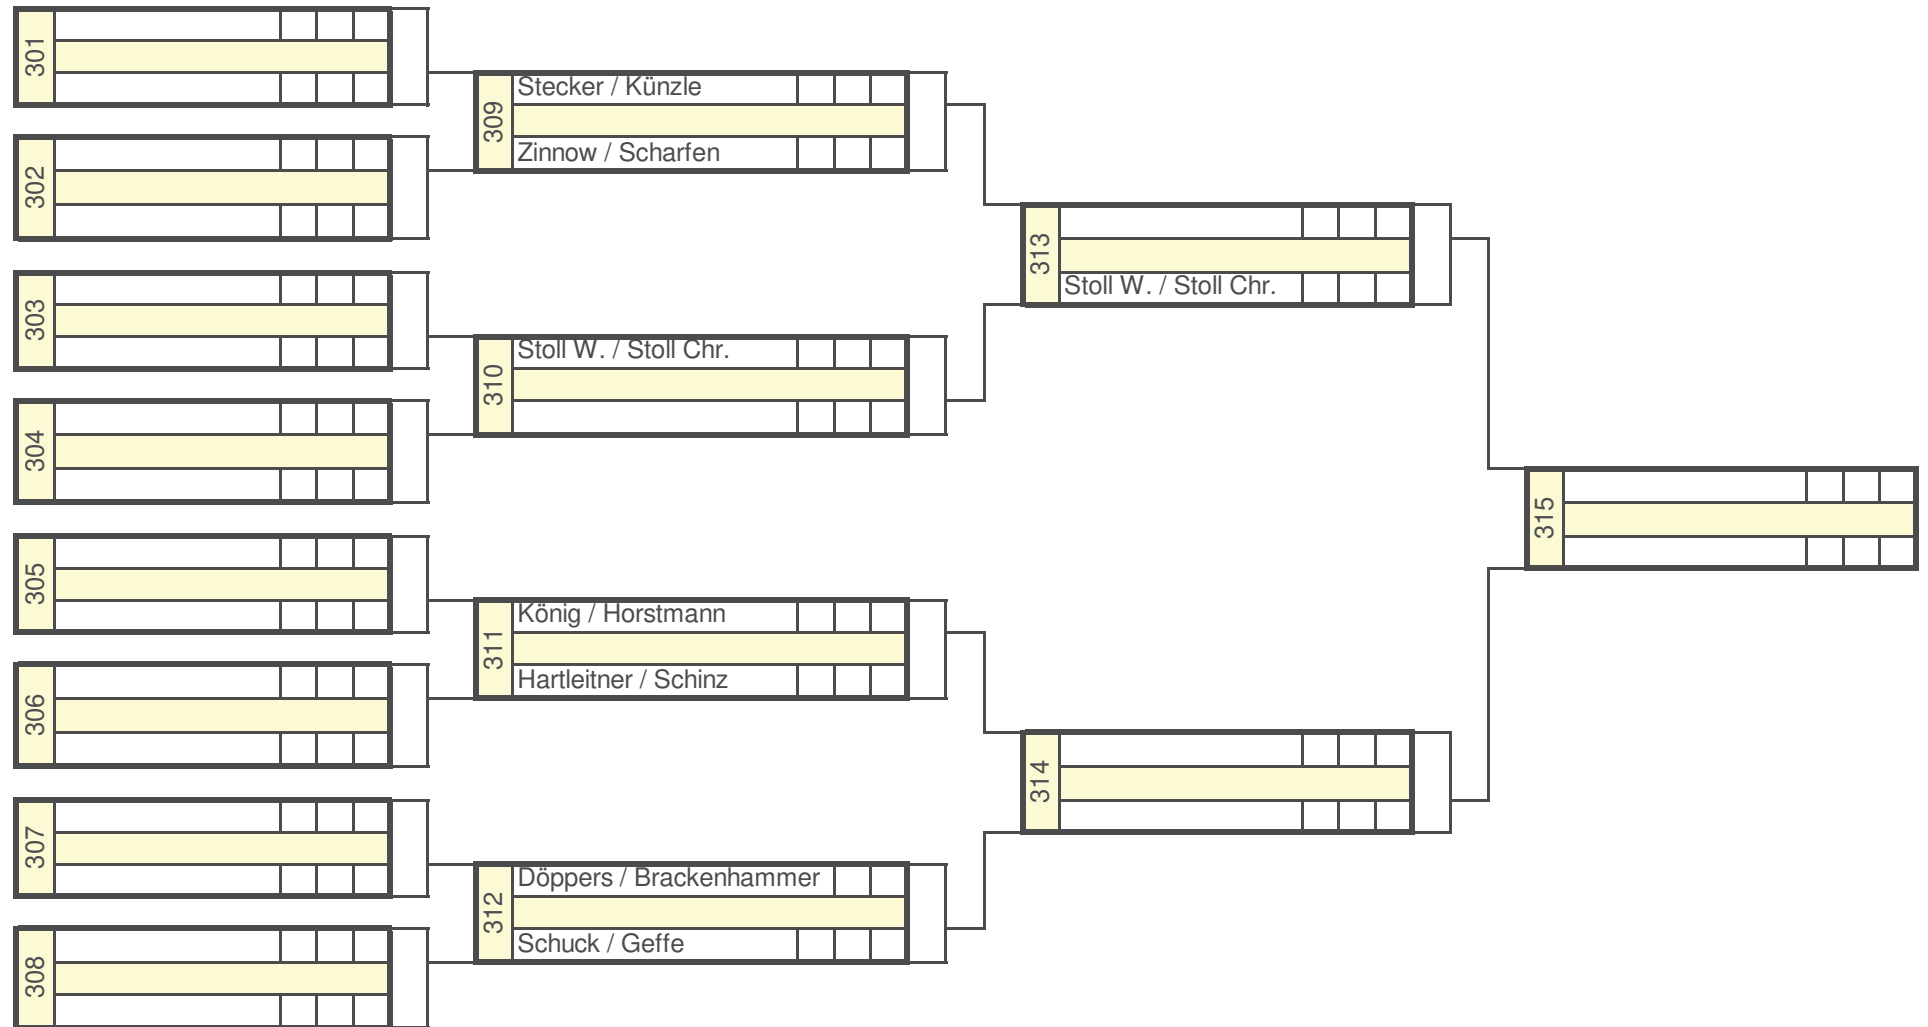 301
302
303
304
305
306
307
308
309
Stecker / Künzle
Zinnow / Scharfen
310
Stoll W. / Stoll Chr.
311
König / Horstmann
Hartleitner / Schinz
312
Döppers / Brackenhammer
Schuck / Geffe
313
Stoll W. / Stoll Chr.
314
315